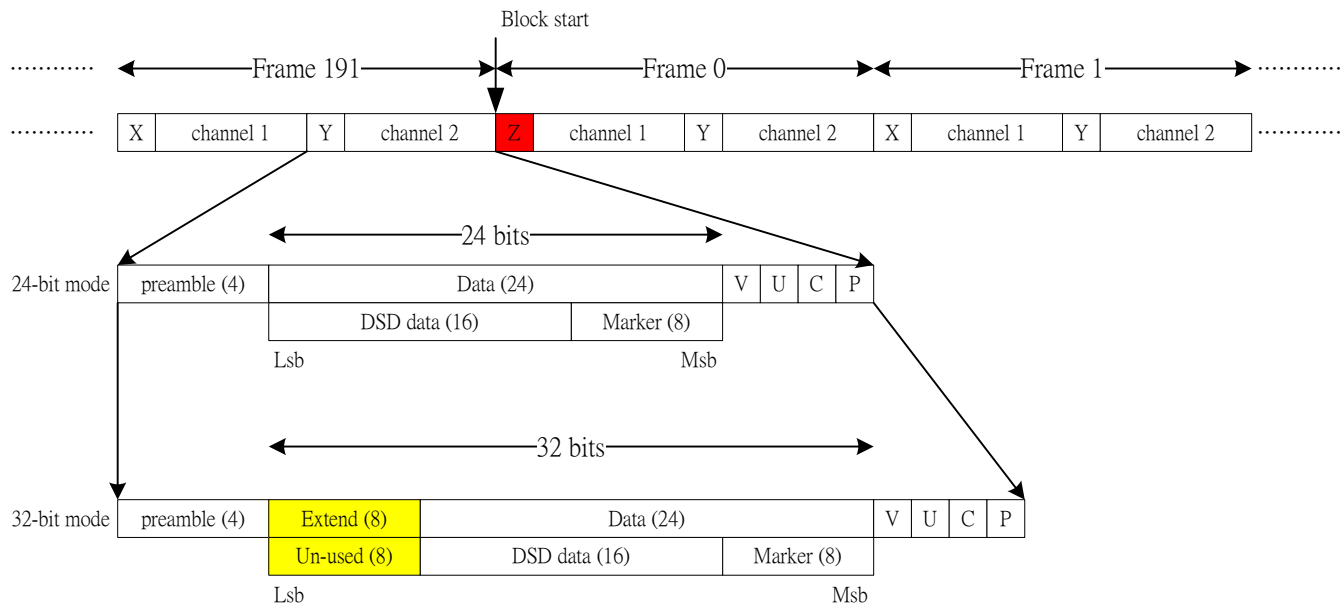 Block start
............ Frame 191 Frame 0 Frame 1 ............
............ X channel 1 Y channel 2 Z channel 1 Y channel 2 X channel 1 Y channel 2 ............
24 bits
24-bit mode preamble (4) Data (24) V U C P
DSD data (16) Marker (8)
Lsb Msb
32 bits
32-bit mode preamble (4) Extend (8) Data (24) V U C P
Un-used (8) DSD data (16) Marker (8)
Lsb Msb